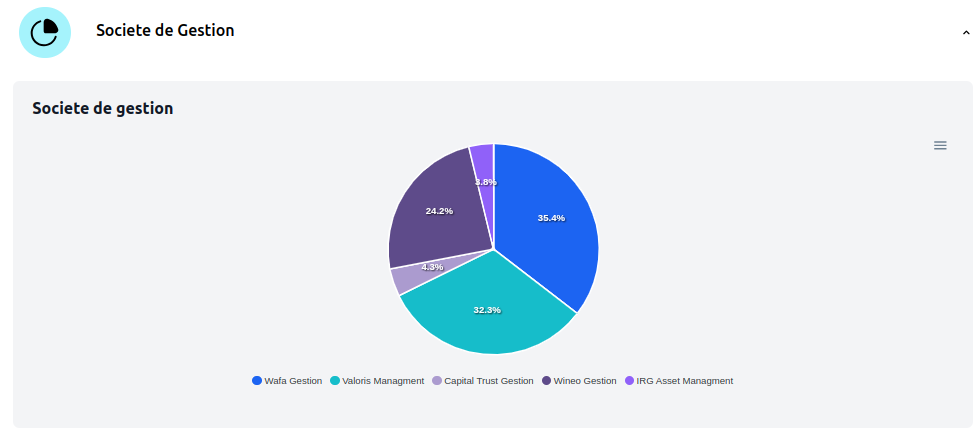 Societe de Gestion
Societe de gestion
3.8%
35.4%
24.2%
4.3%
32.3%
Wafa Gestion Valoris Managment Capital Trust Gestion Wineo Gestion IRG Asset Managment